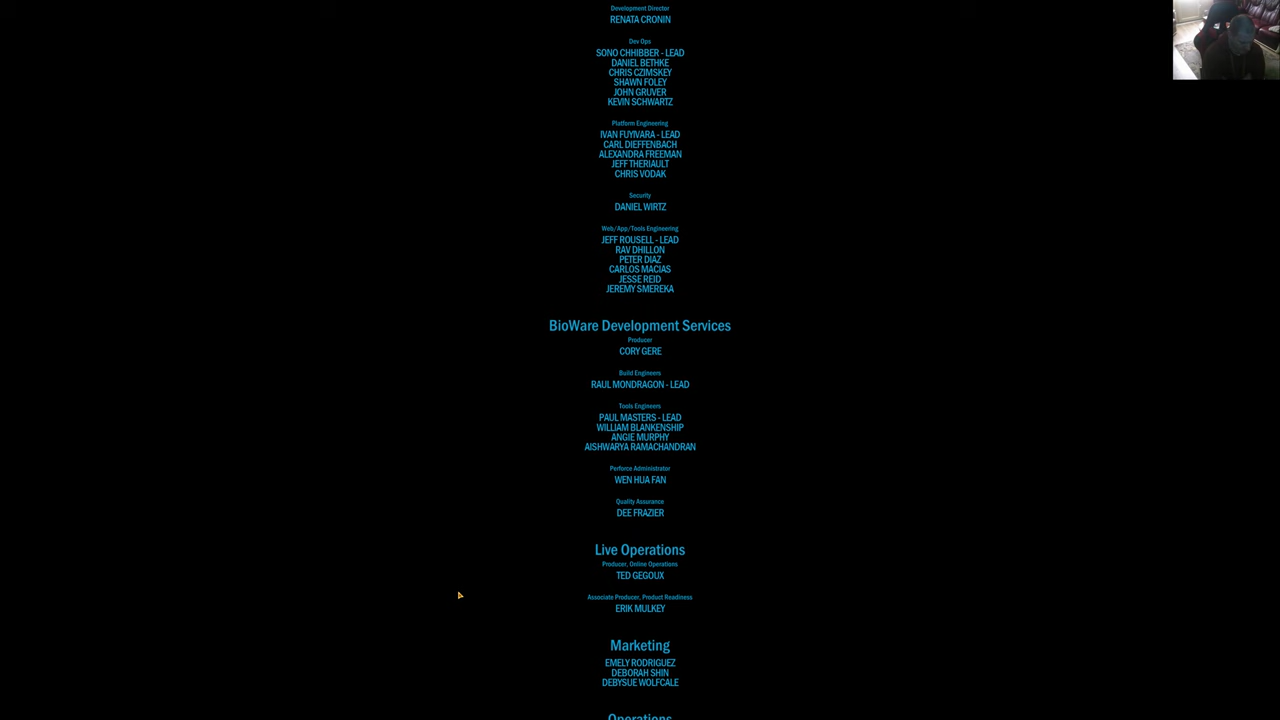 Development Director
RENATA CRONIN
Dev Ops
SONO CHHIBBER - LEAD
DANIEL BETHKE
CHRIS CZIMSKEY
SHAWN FOLEY
JOHN GRUVER
KEVIN SCHWARTZ
Platform Engineering
IVAN FUYIVARA - LEAD
CARL DIEFFENBACH
ALEXANDRA FREEMAN
JEFF THERIAULT
CHRIS VODAK
Security
DANIEL WIRTZ
Web/App/Tools Engineering
JEFF ROUSELL - LEAD
RAV DHILLON
PETER DIAZ
CARLOS MACIAS
JESSE REID
JEREMY SMEREKA
BioWare Development Services
Producer
CORY GERE
Build Engineers
RAUL MONDRAGON - LEAD
Tools Engineers
PAUL MASTERS - LEAD
WILLIAM BLANKENSHIP
ANGIE MURPHY
AISHWARYA RAMACHANDRAN
Perforce Administrator
WEN HUA FAN
Quality Assurance
DEE FRAZIER
Live Operations
Producer, Online Operations
TED GEGOUX
Associate Producer, Product Readiness
ERIK MULKEY
Marketing
EMELY RODRIGUEZ
DEBORAH SHIN
DEBYSUE WOLFCALE
Operations